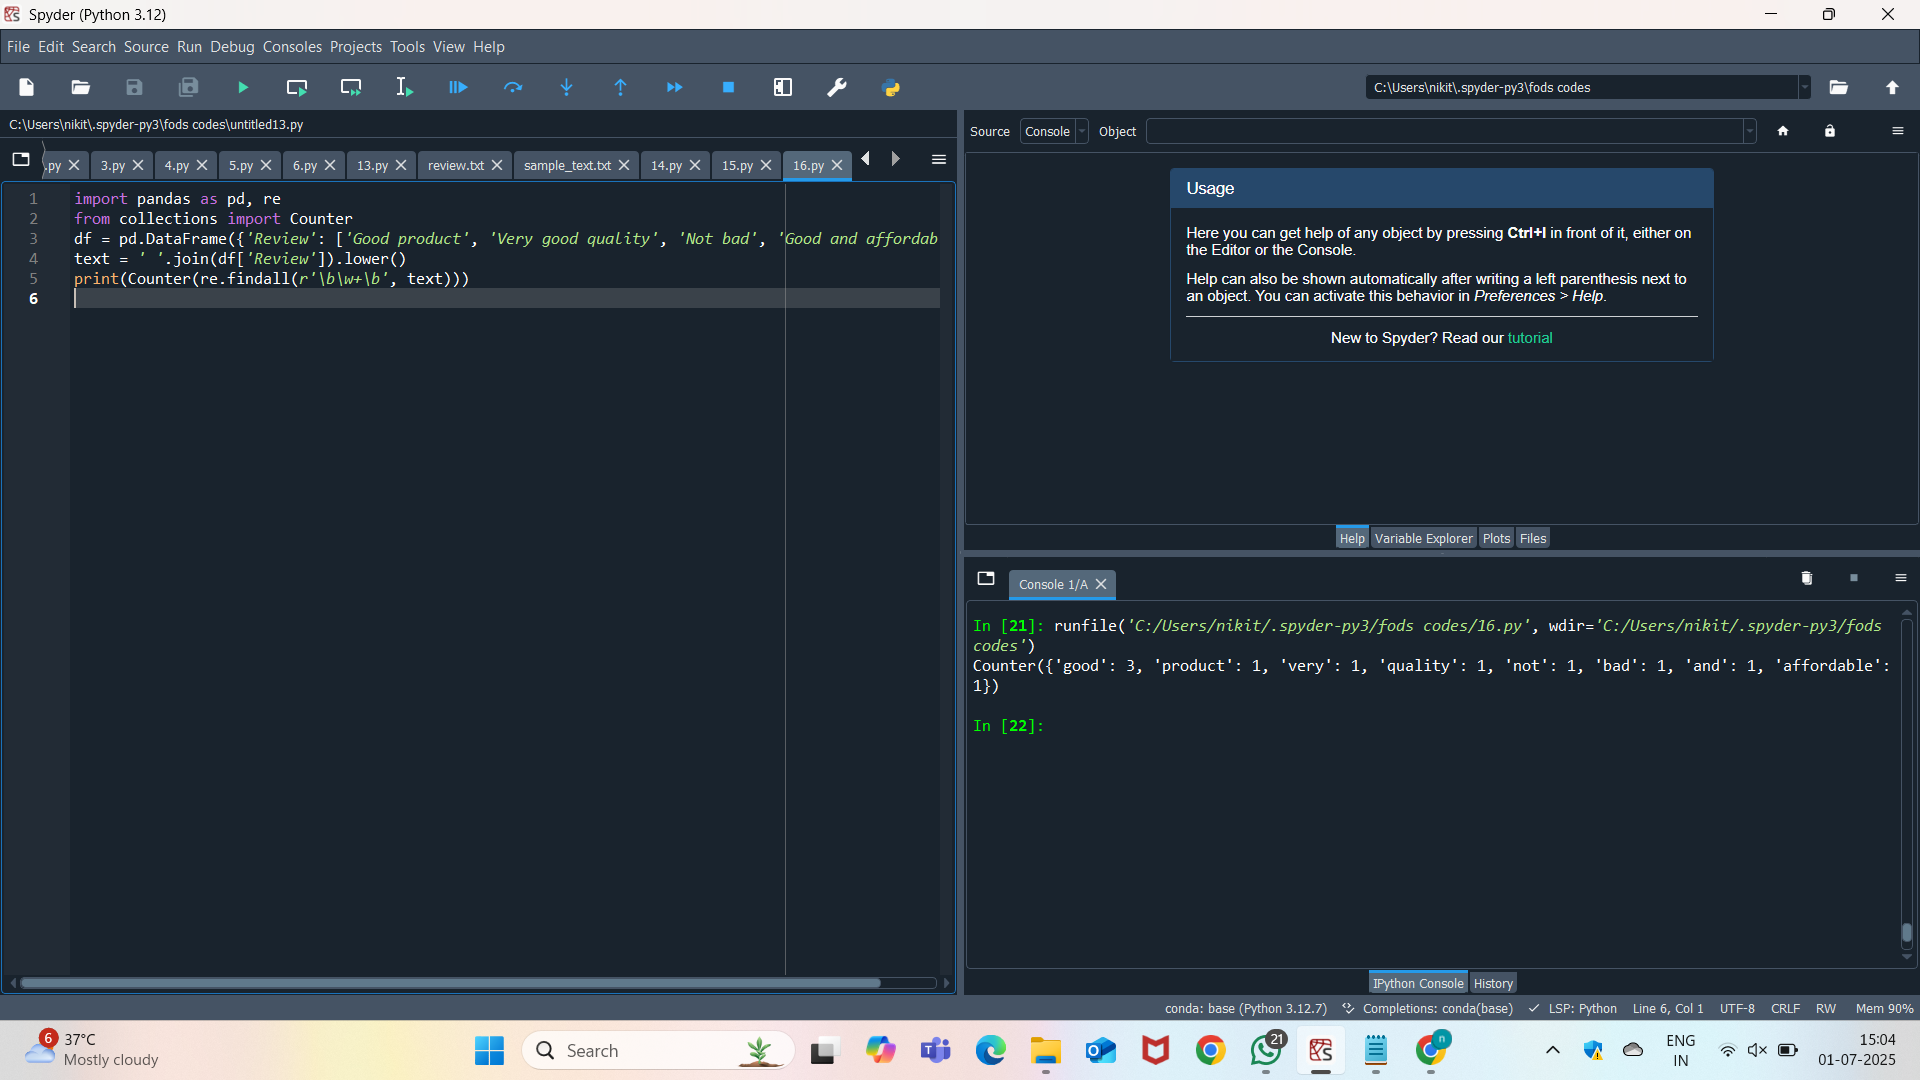 Spyder (Python 3.12)
File Edit Search Source Run Debug Consoles Projects Tools View Help
C:\Users\nikit\.spyder-py3\fods codes
C:\Users\nikit\.spyder-py3\fods codes\untitled13.py
.py 3.py 4.py 5.py 6.py 13.py review.txt sample_text.txt 14.py 15.py 16.py
1 import pandas as pd, re
2 from collections import Counter
3 df = pd.DataFrame({'Review': ['Good product', 'Very good quality', 'Not bad', 'Good and affordab
4 text = ' '.join(df['Review']).lower()
5 print(Counter(re.findall(r'\b\w+\b', text)))
6
Source Console Object
Usage
Here you can get help of any object by pressing Ctrl+I in front of it, either on
the Editor or the Console.
Help can also be shown automatically after writing a left parenthesis next to
an object. You can activate this behavior in Preferences > Help.
New to Spyder? Read our tutorial
Help Variable Explorer Plots Files
Console 1/A
In [21]: runfile('C:/Users/nikit/.spyder-py3/fods codes/16.py', wdir='C:/Users/nikit/.spyder-py3/fods
codes')
Counter({'good': 3, 'product': 1, 'very': 1, 'quality': 1, 'not': 1, 'bad': 1, 'and': 1, 'affordable':
1})
In [22]:
IPython Console History
conda: base (Python 3.12.7) Completions: conda(base) LSP: Python Line 6, Col 1 UTF-8 CRLF RW Mem 90%
6
37°C
Mostly cloudy
Search
21
n
ENG
IN
15:04
01-07-2025